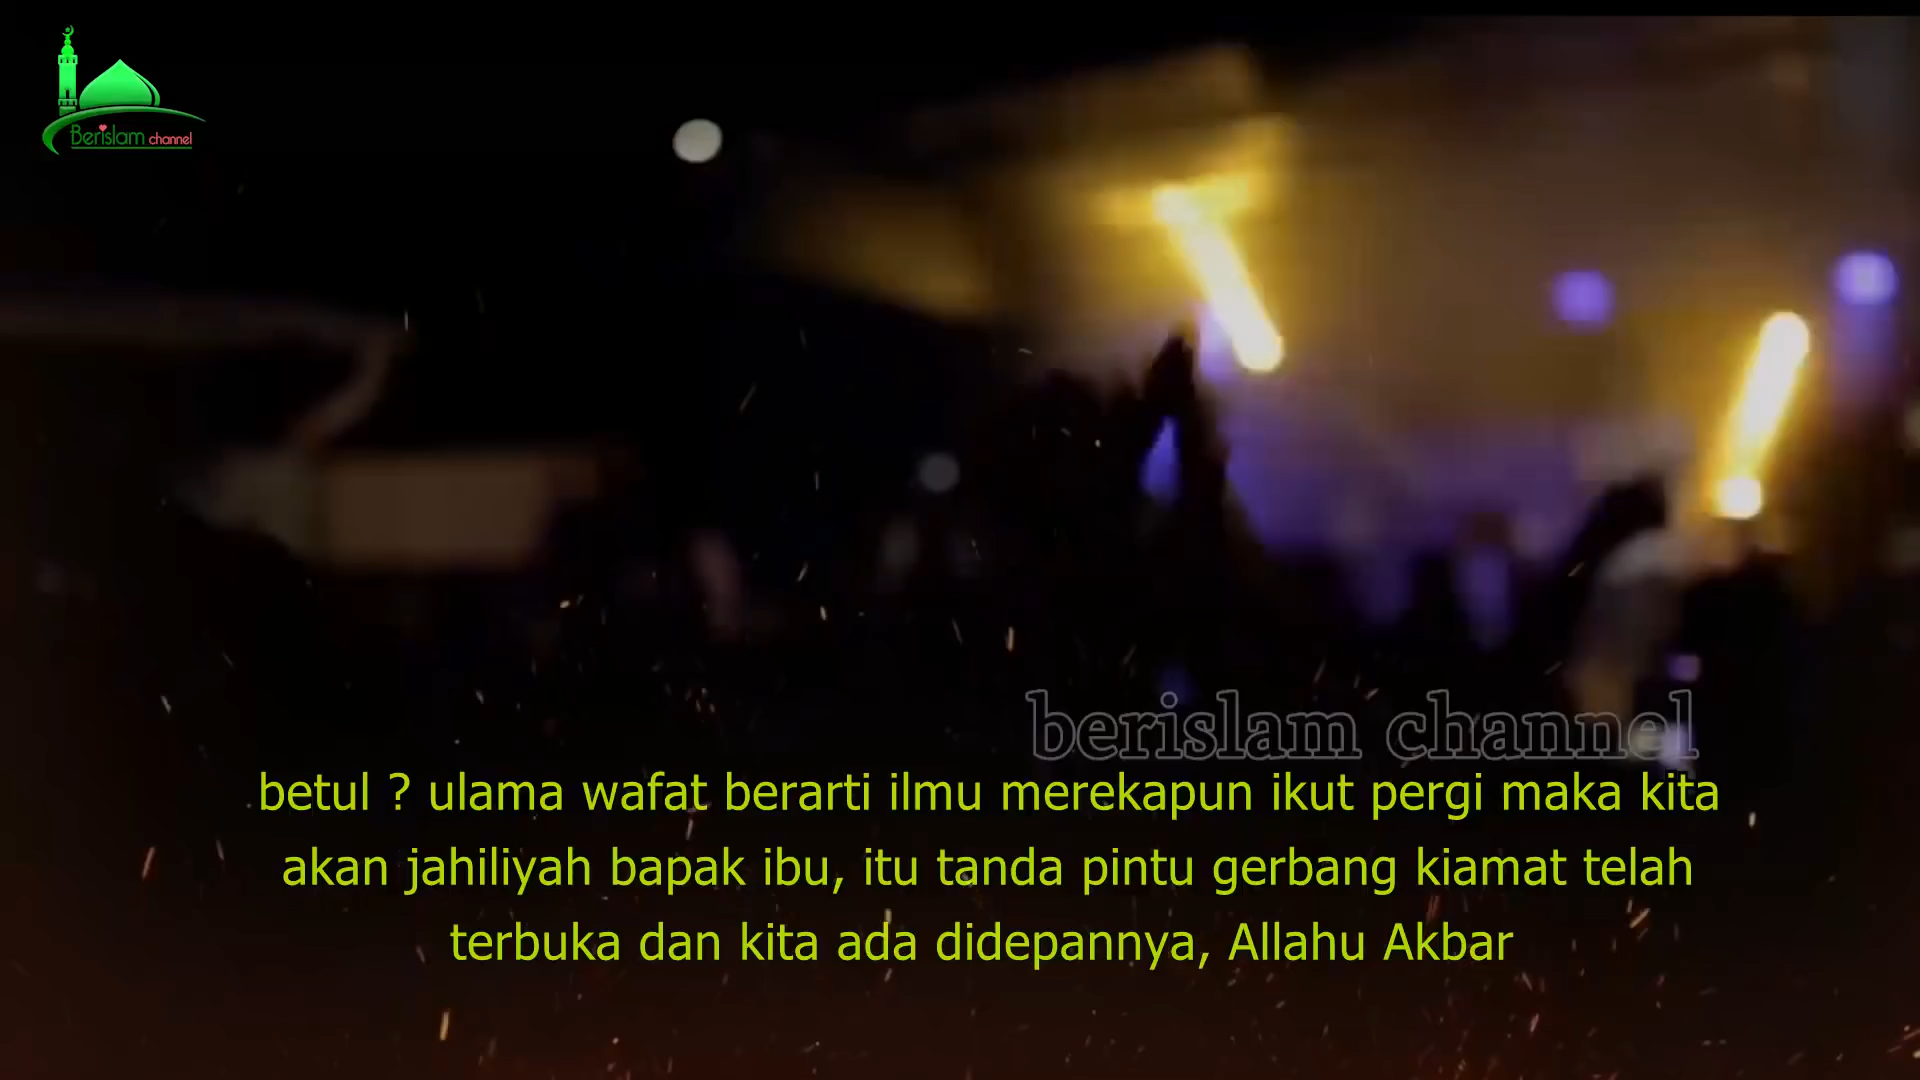 Berislam channel
berislam channel
betul ? ulama wafat berarti ilmu merekapun ikut pergi maka kita
akan jahiliyah bapak ibu, itu tanda pintu gerbang kiamat telah
terbuka dan kita ada didepannya, Allahu Akbar